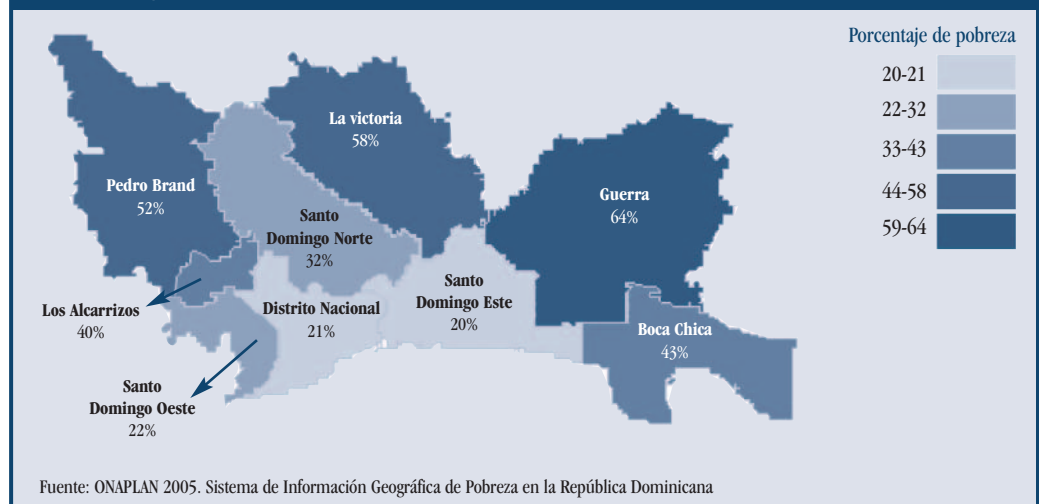 Porcentaje de pobreza
20-21
22-32
33-43
44-58
59-64
La victoria
58%
Pedro Brand
52%
Guerra
64%
Santo
Domingo Norte
32%
Santo
Domingo Este
20%
Los Alcarrizos
40%
Distrito Nacional
21%
Boca Chica
43%
Santo
Domingo Oeste
22%
Fuente: ONAPLAN 2005. Sistema de Información Geográfica de Pobreza en la República Dominicana